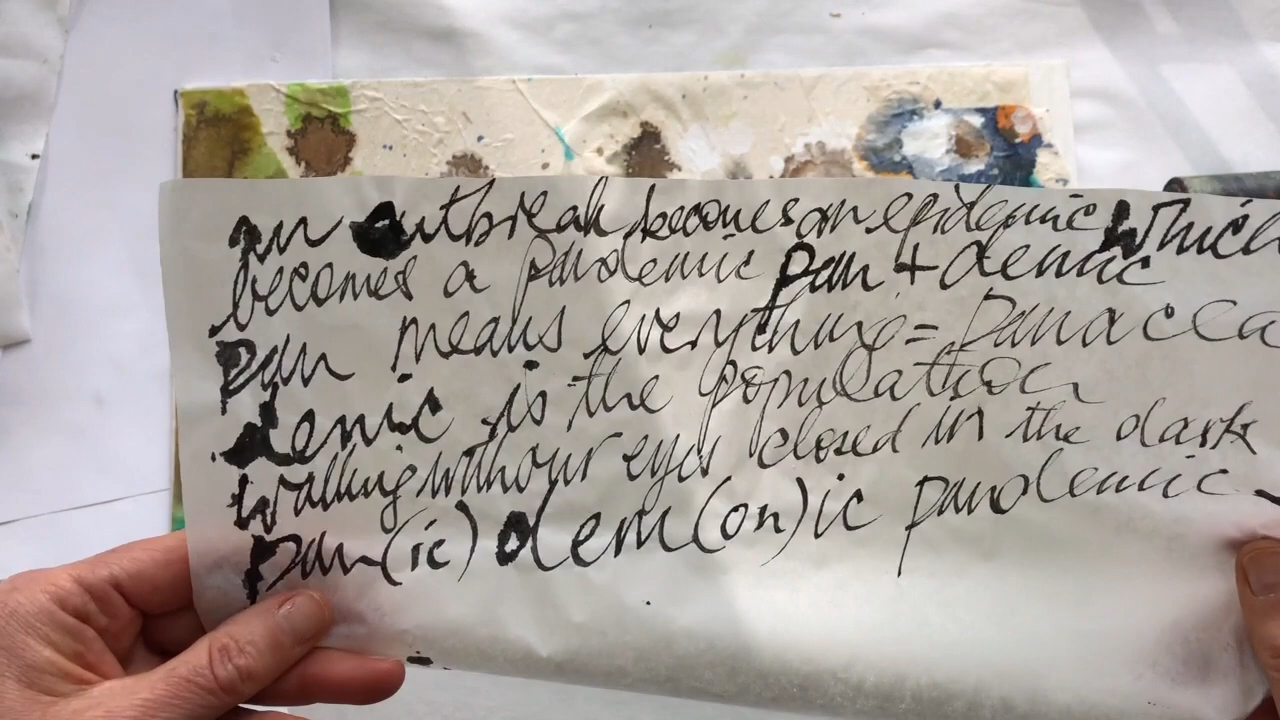 an outbreak becomes an epidemic which
becomes a pandemic pan + demic
pan means everything = panacea
demic is the population
walking with our eyes closed in the dark
pan(ic) dem(on)ic pandemic